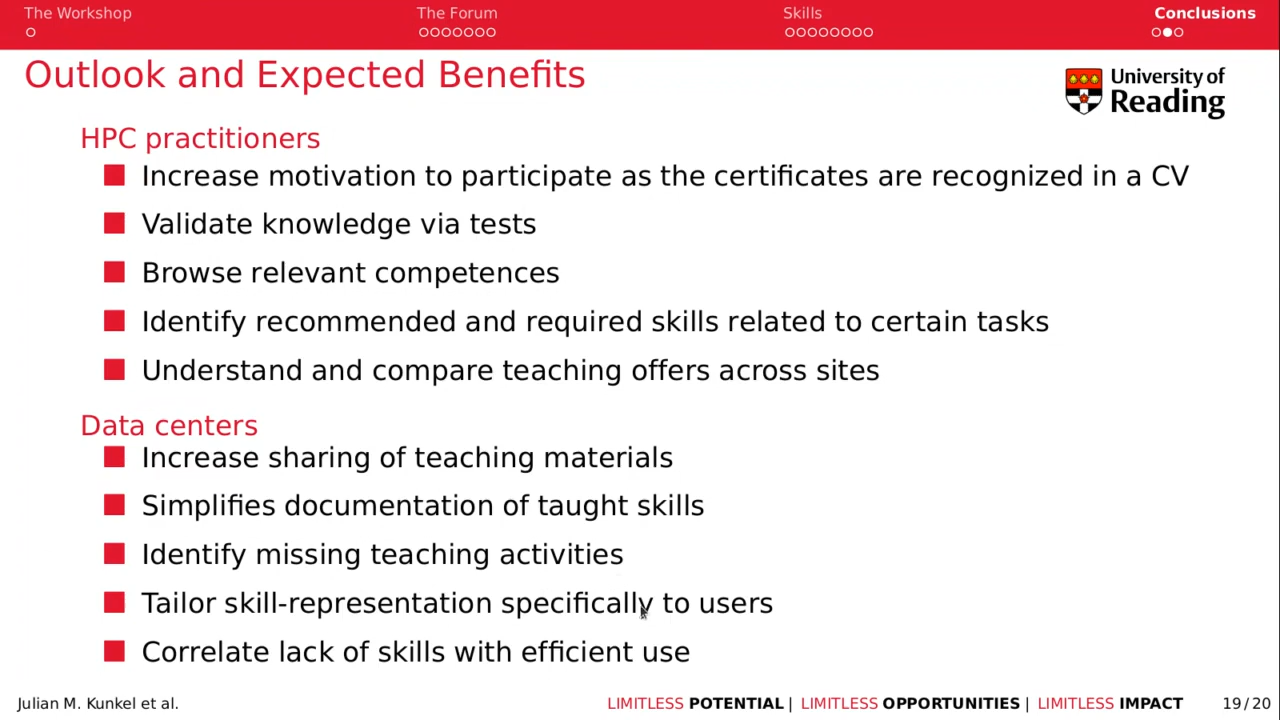 The Workshop The Forum Skills Conclusions
Outlook and Expected Benefits
University of
Reading
HPC practitioners
Increase motivation to participate as the certificates are recognized in a CV
Validate knowledge via tests
Browse relevant competences
Identify recommended and required skills related to certain tasks
Understand and compare teaching offers across sites
Data centers
Increase sharing of teaching materials
Simplifies documentation of taught skills
Identify missing teaching activities
Tailor skill-representation specifically to users
Correlate lack of skills with efficient use
Julian M. Kunkel et al. LIMITLESS POTENTIAL | LIMITLESS OPPORTUNITIES | LIMITLESS IMPACT 19/20